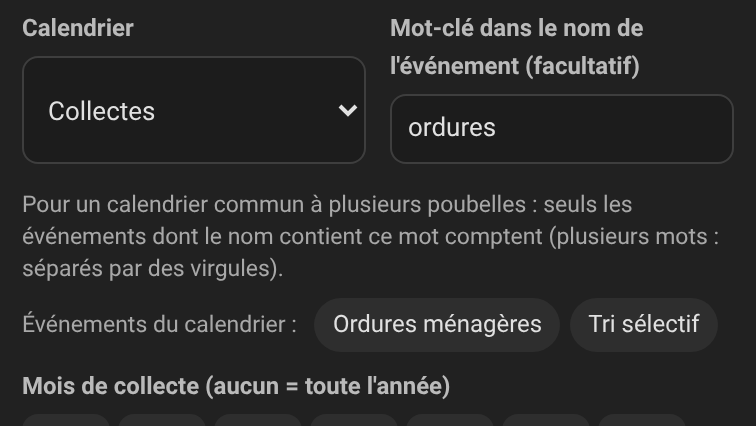 Calendrier
Mot-clé dans le nom de
l'événement (facultatif)
Collectes
ordures
Pour un calendrier commun à plusieurs poubelles : seuls les
événements dont le nom contient ce mot comptent (plusieurs mots :
séparés par des virgules).
Événements du calendrier : Ordures ménagères Tri sélectif
Mois de collecte (aucun = toute l'année)